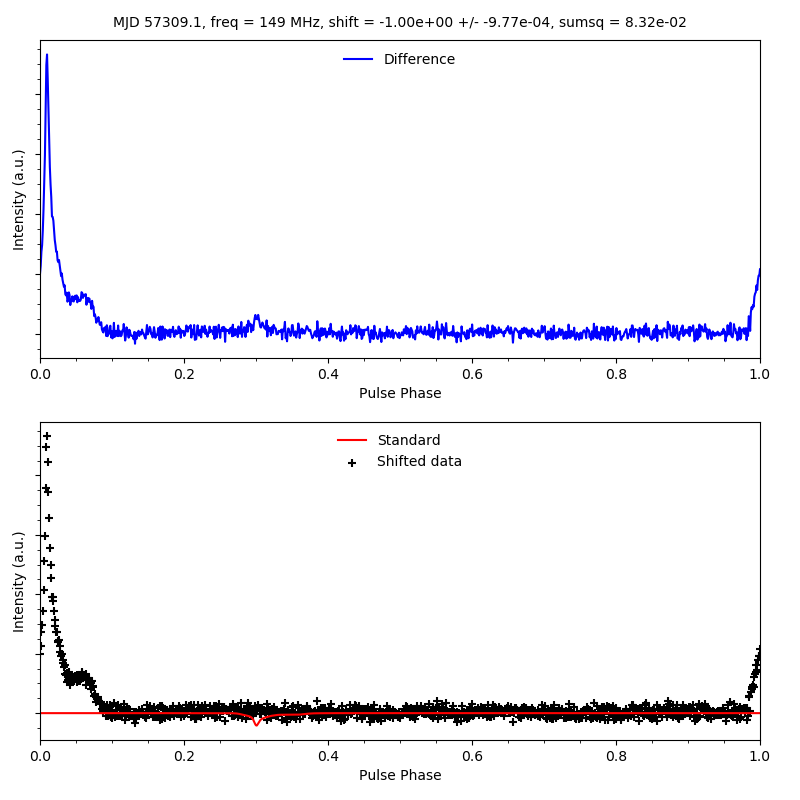 MJD 57309.1, freq = 149 MHz, shift = -1.00e+00 +/- -9.77e-04, sumsq = 8.32e-02
Difference
Intensity (a.u.)
0.0 0.2 0.4 0.6 0.8 1.0
Pulse Phase
Standard
Shifted data
Intensity (a.u.)
0.0 0.2 0.4 0.6 0.8 1.0
Pulse Phase